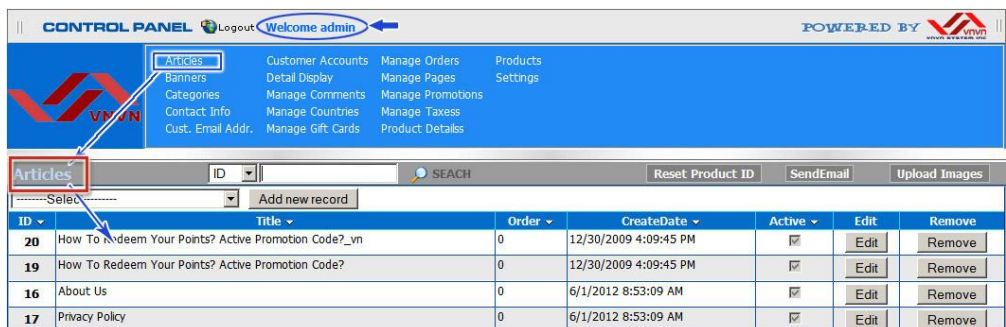 CONTROL PANEL Logout Welcome admin POWERED BY VNVN
VNVN SYSTEM INC
Articles Customer Accounts Manage Orders Products
Banners Detail Display Manage Pages Settings
Categories Manage Comments Manage Promotions
Contact Info Manage Countries Manage Taxess
Cust. Email Addr. Manage Gift Cards Product Detailss
VNVN
Articles ID SEACH Reset Product ID SendEmail Upload Images
--------Select--------- Add new record
ID Title Order CreateDate Active Edit Remove
20 How To Redeem Your Points? Active Promotion Code?_vn 0 12/30/2009 4:09:45 PM Edit Remove
19 How To Redeem Your Points? Active Promotion Code? 0 12/30/2009 4:09:45 PM Edit Remove
16 About Us 0 6/1/2012 8:53:09 AM Edit Remove
17 Privacy Policy 0 6/1/2012 8:53:09 AM Edit Remove